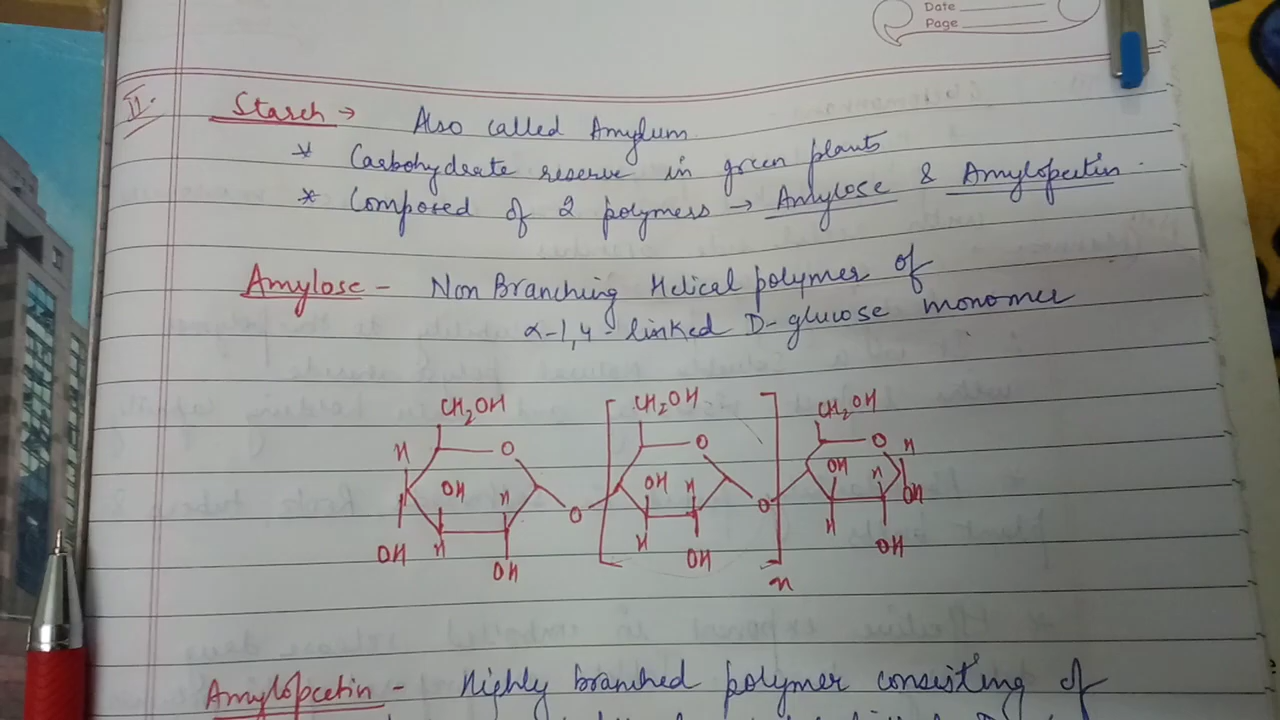 Date
Page
II.
Starch → Also called Amylum
* Carbohydrate reserve in green plants
* Composed of 2 polymers → Amylose & Amylopectin.
Amylose - Non Branching Helical polymer of
α-1,4-linked D-glucose monomer
CH₂OH CH₂OH CH₂OH
O O O H
H OH H OH H OH H OH
O O
OH H OH H OH H OH
n
Amylopectin - Highly branched polymer consisting of